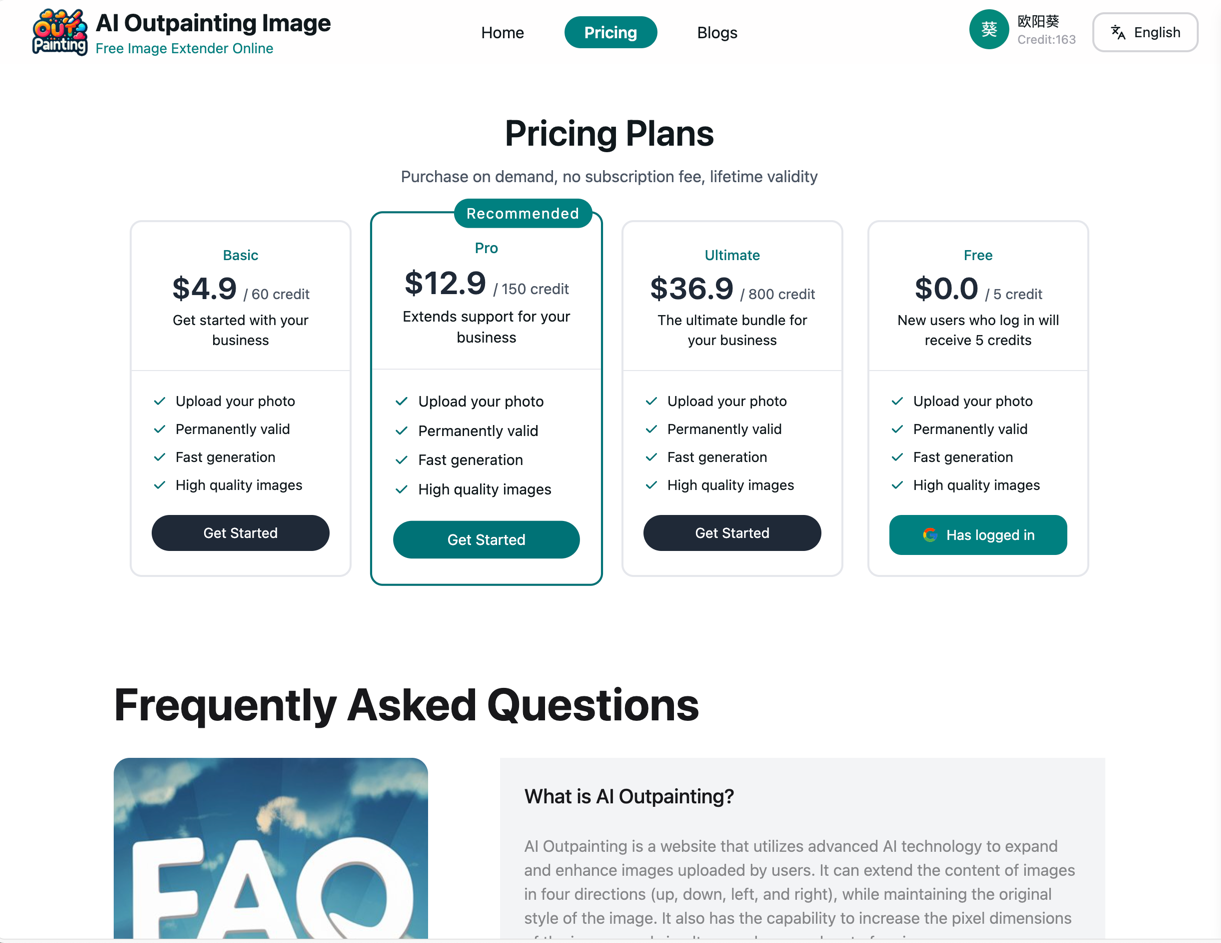 OUT
Painting
AI Outpainting Image
Free Image Extender Online
Home
Pricing
Blogs
葵
欧阳葵
Credit:163
English
Pricing Plans
Purchase on demand, no subscription fee, lifetime validity
Basic
$4.9 / 60 credit
Get started with your
business
Upload your photo
Permanently valid
Fast generation
High quality images
Get Started
Recommended
Pro
$12.9 / 150 credit
Extends support for your
business
Upload your photo
Permanently valid
Fast generation
High quality images
Get Started
Ultimate
$36.9 / 800 credit
The ultimate bundle for
your business
Upload your photo
Permanently valid
Fast generation
High quality images
Get Started
Free
$0.0 / 5 credit
New users who log in will
receive 5 credits
Upload your photo
Permanently valid
Fast generation
High quality images
Has logged in
Frequently Asked Questions
FAQ
What is AI Outpainting?
AI Outpainting is a website that utilizes advanced AI technology to expand
and enhance images uploaded by users. It can extend the content of images
in four directions (up, down, left, and right), while maintaining the original
style of the image. It also has the capability to increase the pixel dimensions